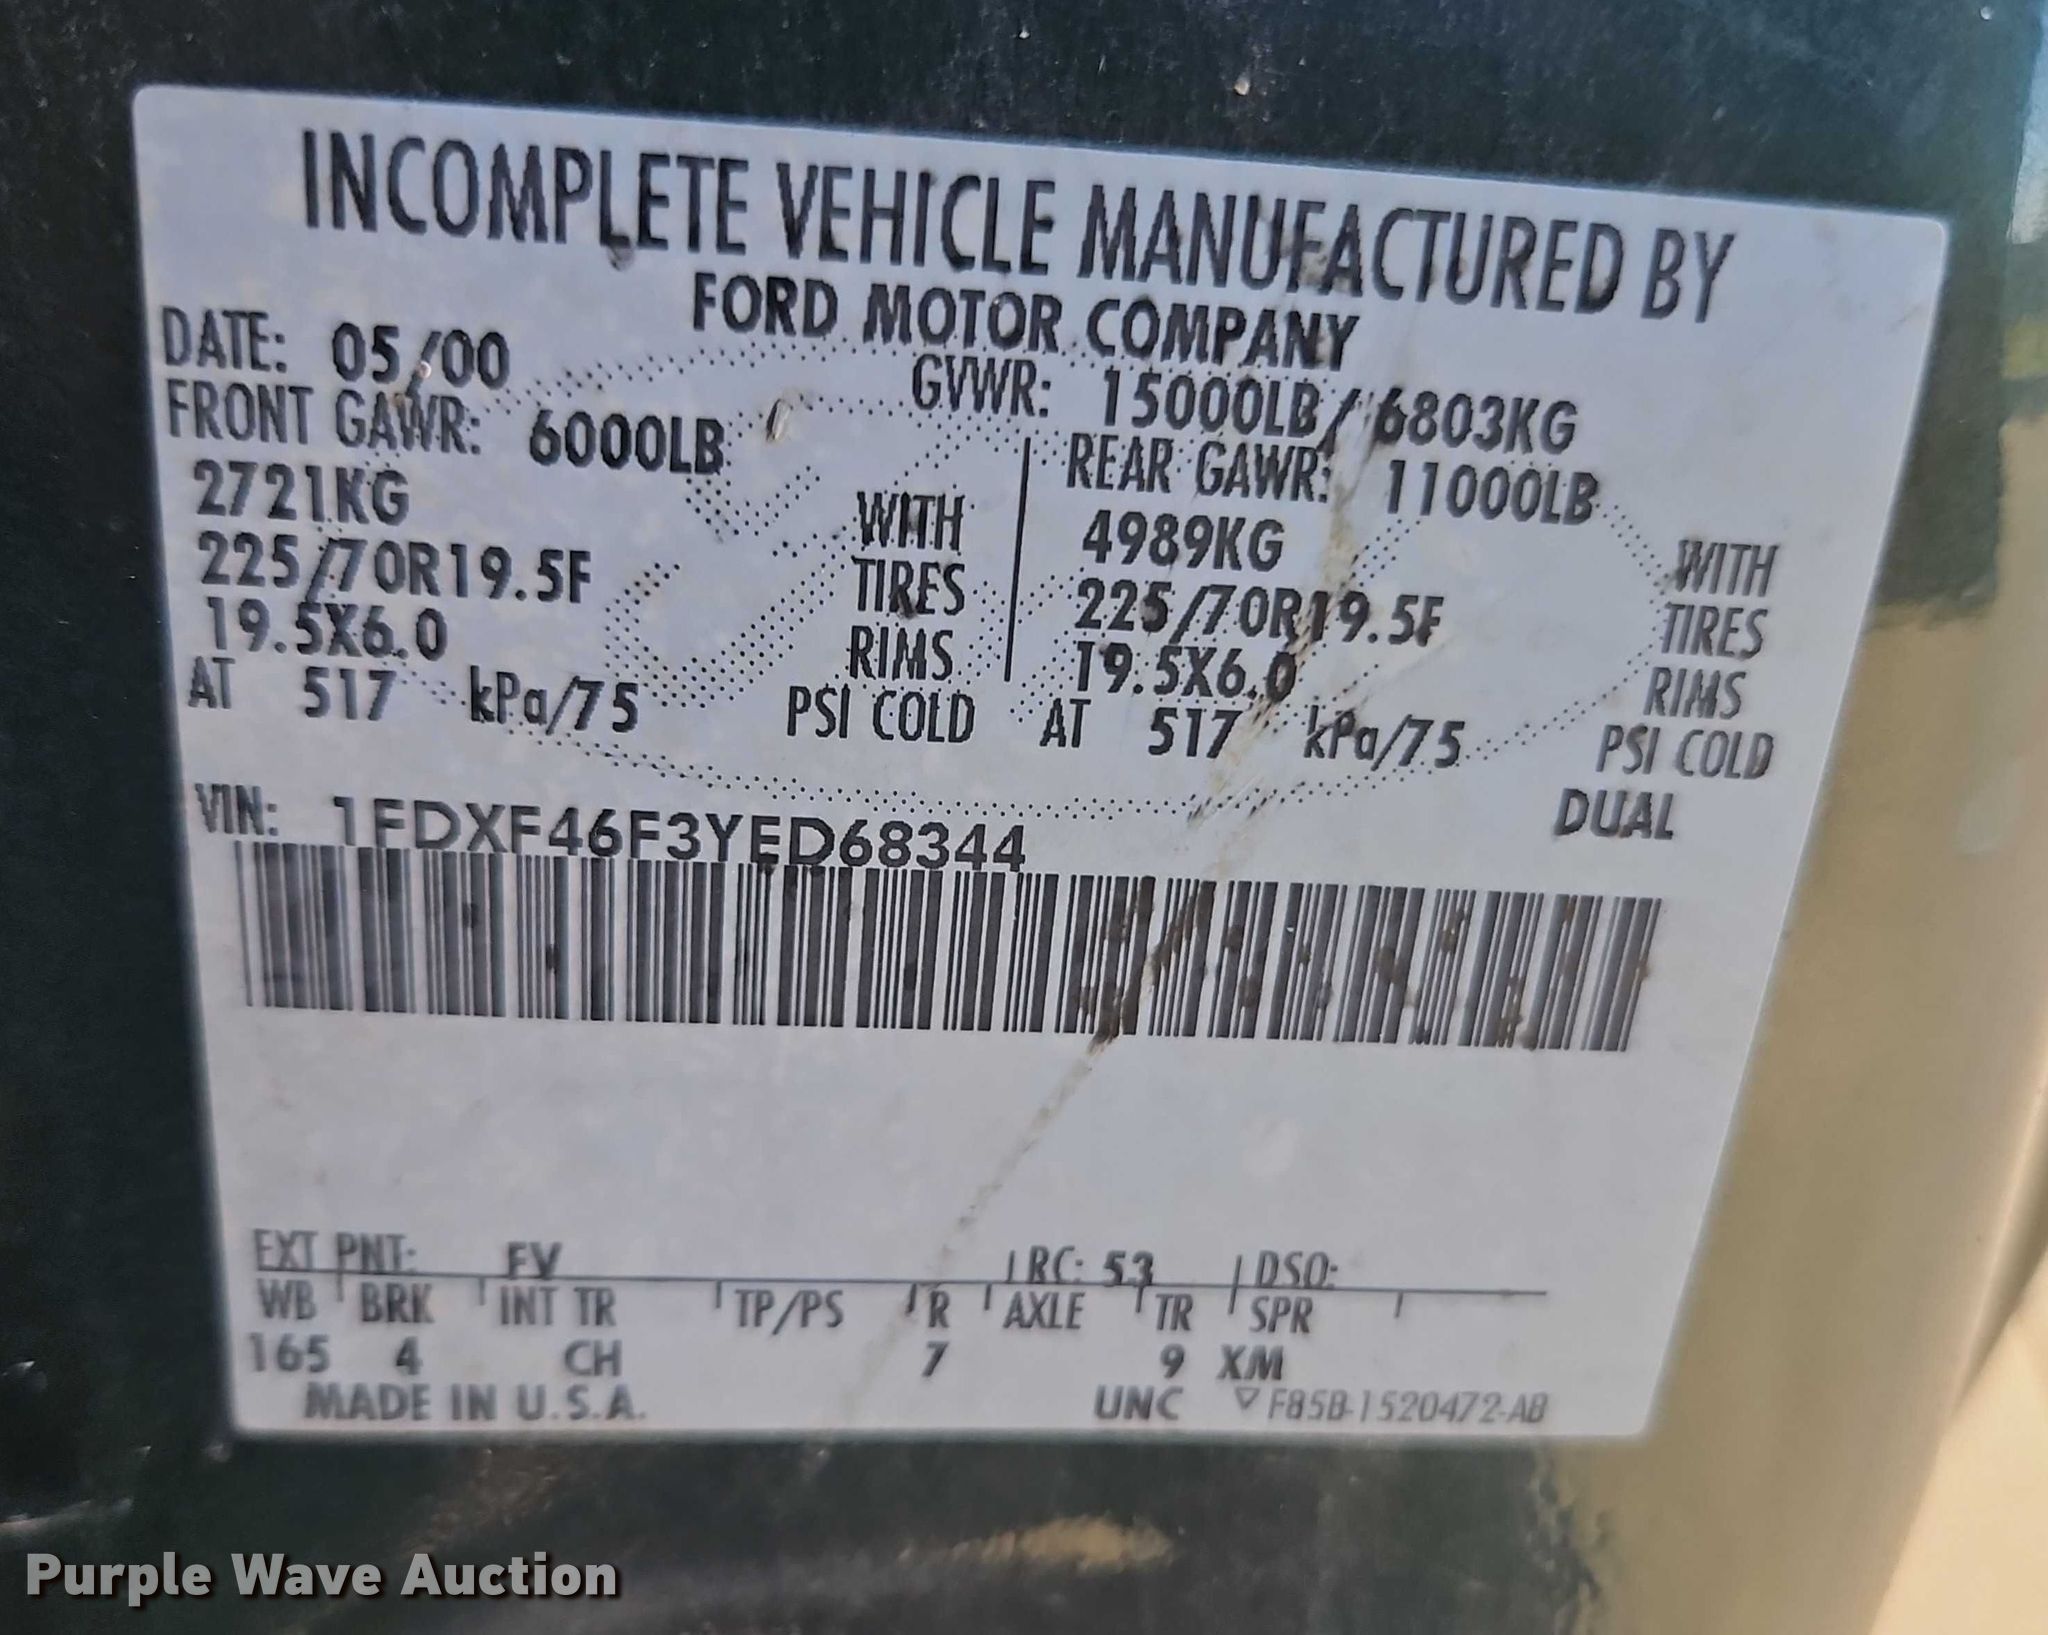 INCOMPLETE VEHICLE MANUFACTURED BY
FORD MOTOR COMPANY
DATE: 05/00 GVWR: 15000LB/ 6803KG
FRONT GAWR: 6000LB REAR GAWR: 11000LB
2721KG WITH 4989KG WITH
225/70R19.5F TIRES 225/70R19.5F TIRES
19.5X6.0 RIMS 19.5X6.0 RIMS
AT 517 kPa/75 PSI COLD AT 517 kPa/75 PSI COLD
DUAL
VIN: 1FDXF46F3YED68344
EXT PNT: FV RC: 53 DSO:
WB BRK INT TR TP/PS R AXLE TR SPR
165 4 CH 7 9 XM
MADE IN U.S.A. UNC F85B-1520472-AB
Purple Wave Auction